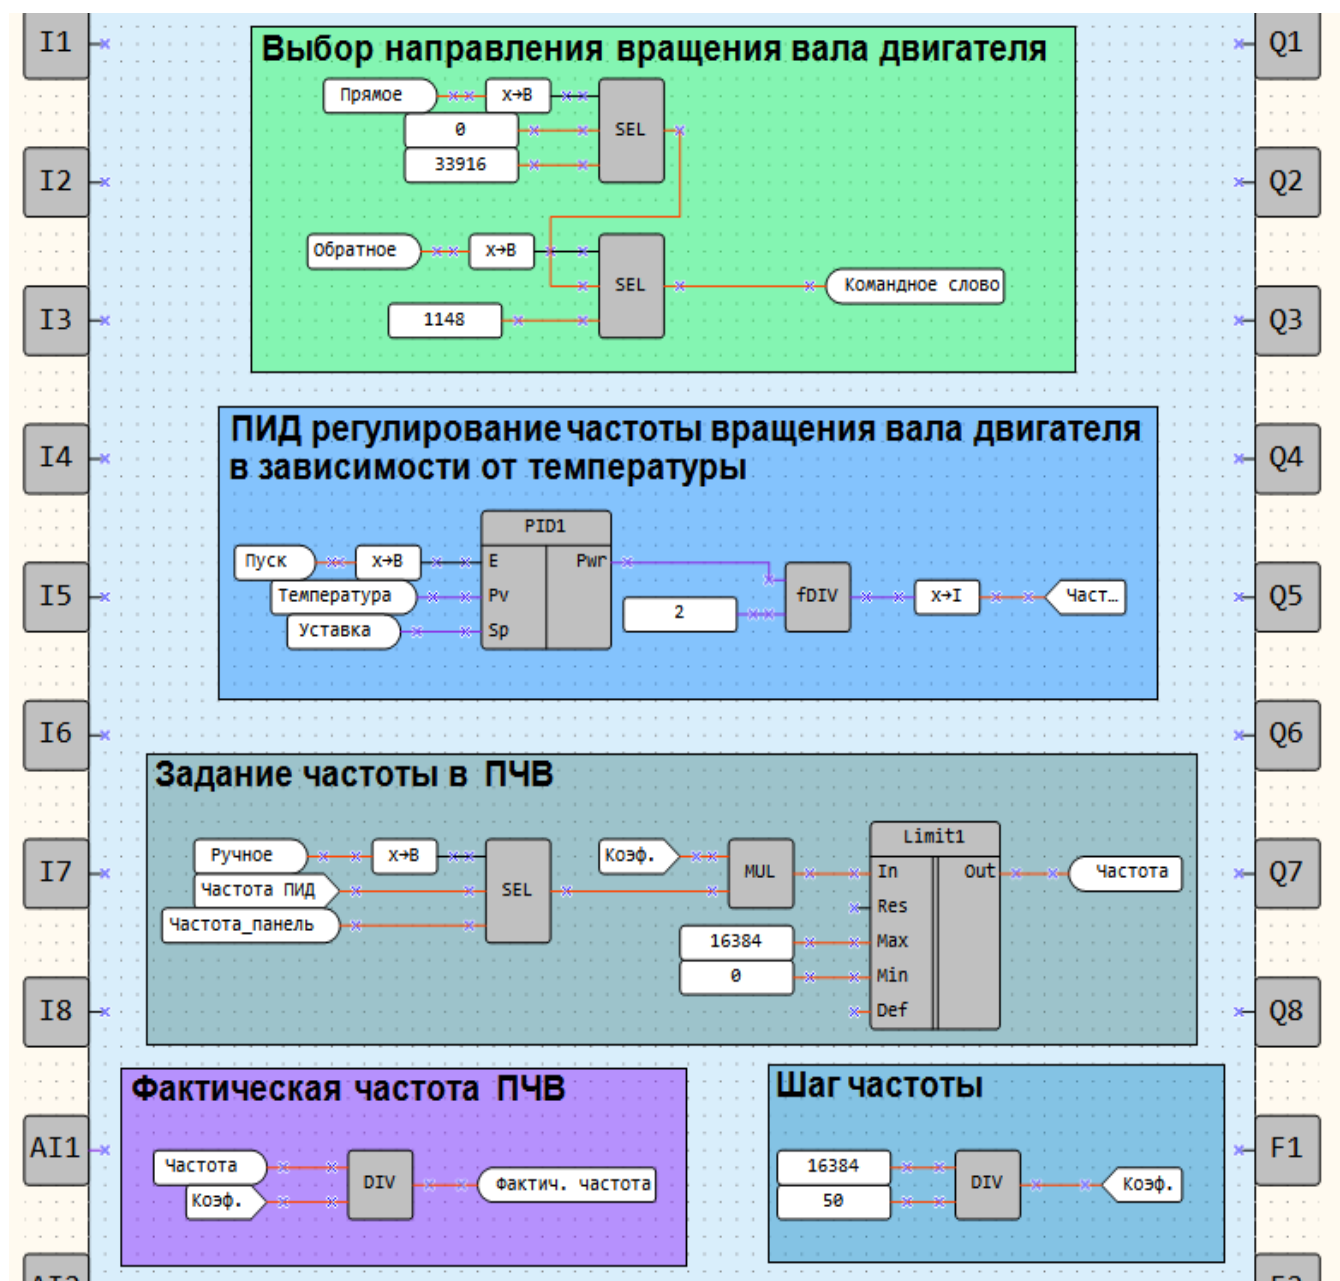 I1
Q1
Выбор направления вращения вала двигателя
Прямое
x→B
0
33916
SEL
I2
Q2
Обратное
x→B
1148
SEL
Командное слово
I3
Q3
ПИД регулирование частоты вращения вала двигателя
в зависимости от температуры
I4
Q4
PID1
Пуск
x→B
E
Pwr
Температура
Pv
Уставка
Sp
2
fDIV
x→I
Част…
I5
Q5
I6
Q6
Задание частоты в ПЧВ
Ручное
x→B
Частота ПИД
Частота_панель
SEL
Коэф.
MUL
16384
0
Limit1
In
Out
Res
Max
Min
Def
Частота
I7
Q7
I8
Q8
Фактическая частота ПЧВ
Частота
Коэф.
DIV
Фактич. частота
Шаг частоты
16384
50
DIV
Коэф.
AI1
F1